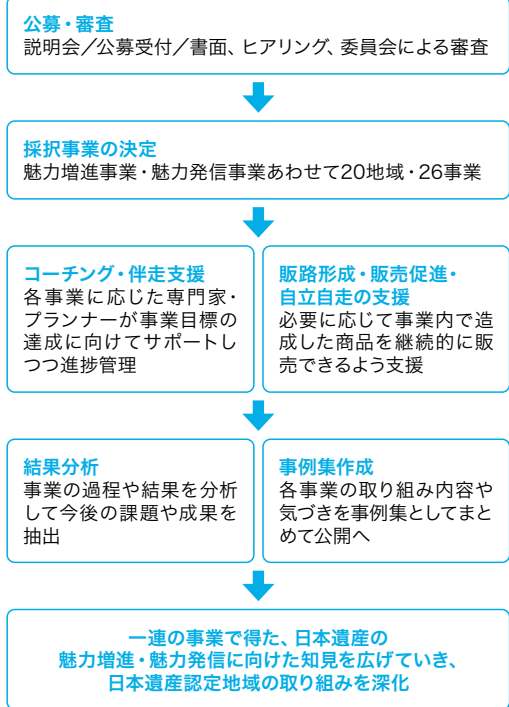 公募・審査
説明会／公募受付／書面、ヒアリング、委員会による審査
採択事業の決定
魅力増進事業・魅力発信事業あわせて20地域・26事業
コーチング・伴走支援
各事業に応じた専門家・
プランナーが事業目標の
達成に向けてサポートし
つつ進捗管理
販路形成・販売促進・
自立自走の支援
必要に応じて事業内で造
成した商品を継続的に販
売できるよう支援
結果分析
事業の過程や結果を分析
して今後の課題や成果を
抽出
事例集作成
各事業の取り組み内容や
気づきを事例集としてまと
めて公開へ
一連の事業で得た、日本遺産の
魅力増進・魅力発信に向けた知見を広げていき、
日本遺産認定地域の取り組みを深化